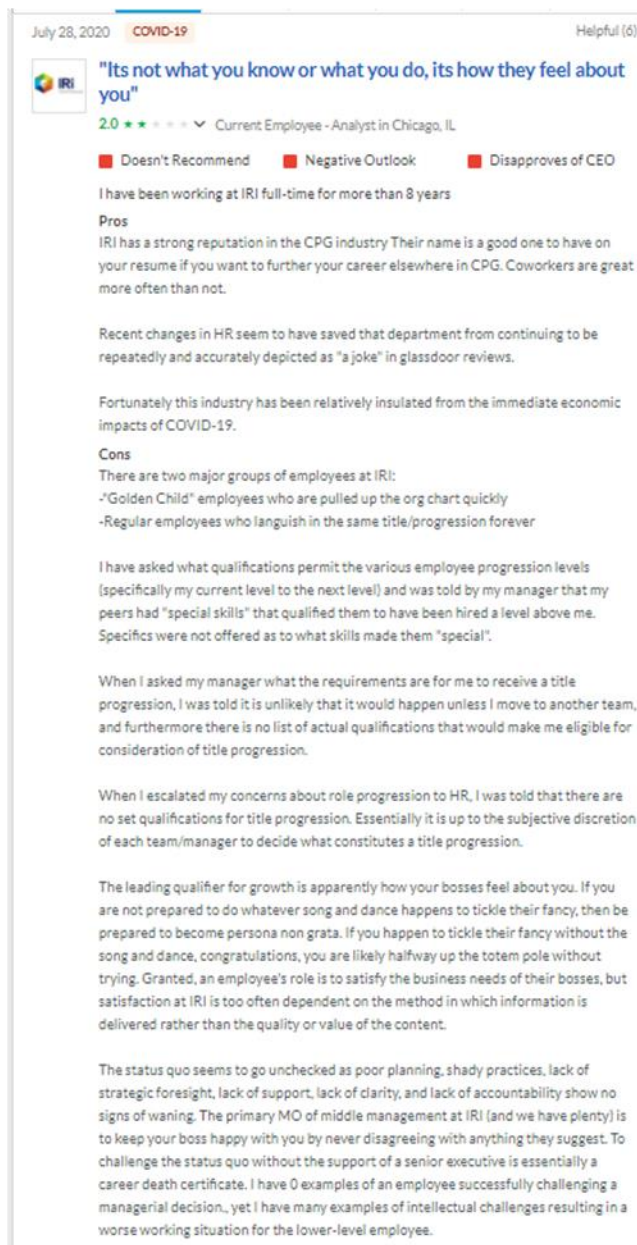 July 28, 2020 COVID-19 Helpful (6)
IRi
"Its not what you know or what you do, its how they feel about
you"
2.0 Current Employee - Analyst in Chicago, IL
Doesn't Recommend Negative Outlook Disapproves of CEO
I have been working at IRI full-time for more than 8 years
Pros
IRI has a strong reputation in the CPG industry Their name is a good one to have on
your resume if you want to further your career elsewhere in CPG. Coworkers are great
more often than not.
Recent changes in HR seem to have saved that department from continuing to be
repeatedly and accurately depicted as "a joke" in glassdoor reviews.
Fortunately this industry has been relatively insulated from the immediate economic
impacts of COVID-19.
Cons
There are two major groups of employees at IRI:
-"Golden Child" employees who are pulled up the org chart quickly
-Regular employees who languish in the same title/progression forever
I have asked what qualifications permit the various employee progression levels
(specifically my current level to the next level) and was told by my manager that my
peers had "special skills" that qualified them to have been hired a level above me.
Specifics were not offered as to what skills made them "special".
When I asked my manager what the requirements are for me to receive a title
progression, I was told it is unlikely that it would happen unless I move to another team,
and furthermore there is no list of actual qualifications that would make me eligible for
consideration of title progression.
When I escalated my concerns about role progression to HR, I was told that there are
no set qualifications for title progression. Essentially it is up to the subjective discretion
of each team/manager to decide what constitutes a title progression.
The leading qualifier for growth is apparently how your bosses feel about you. If you
are not prepared to do whatever song and dance happens to tickle their fancy, then be
prepared to become persona non grata. If you happen to tickle their fancy without the
song and dance, congratulations, you are likely halfway up the totem pole without
trying. Granted, an employee's role is to satisfy the business needs of their bosses, but
satisfaction at IRI is too often dependent on the method in which information is
delivered rather than the quality or value of the content.
The status quo seems to go unchecked as poor planning, shady practices, lack of
strategic foresight, lack of support, lack of clarity, and lack of accountability show no
signs of waning. The primary MO of middle management at IRI (and we have plenty) is
to keep your boss happy with you by never disagreeing with anything they suggest. To
challenge the status quo without the support of a senior executive is essentially a
career death certificate. I have 0 examples of an employee successfully challenging a
managerial decision., yet I have many examples of intellectual challenges resulting in a
worse working situation for the lower-level employee.